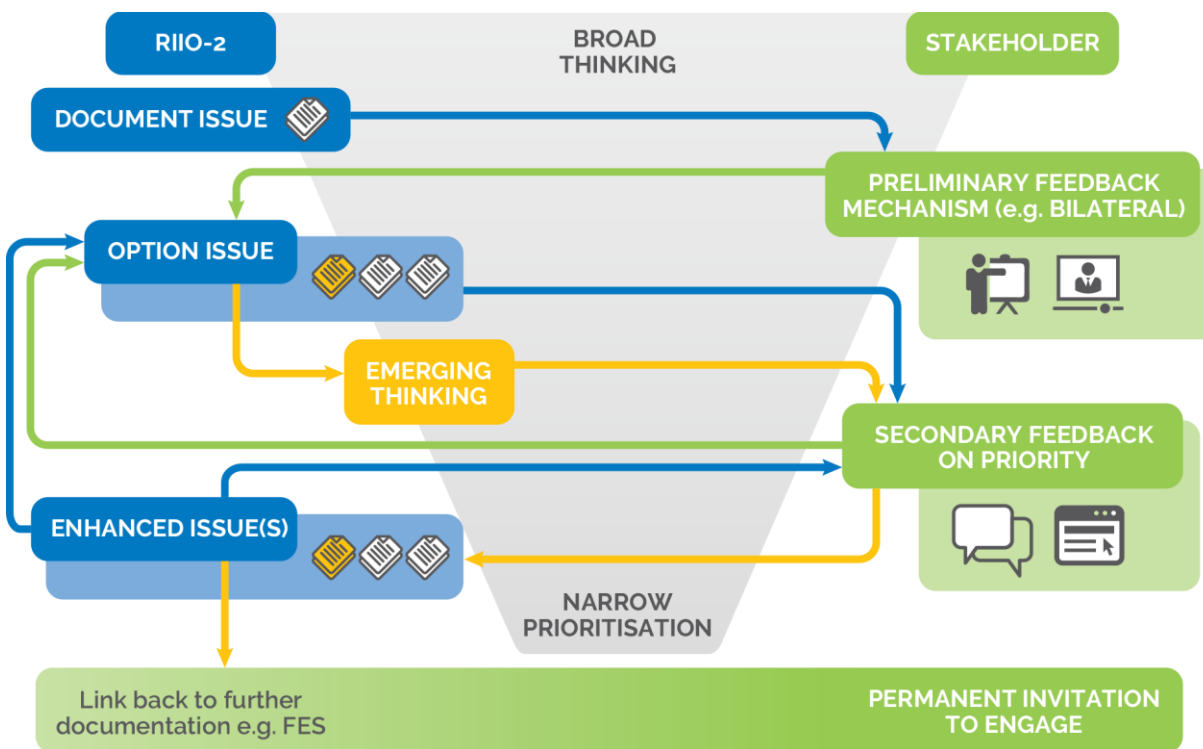 RIIO-2
BROAD
THINKING
STAKEHOLDER
DOCUMENT ISSUE
PRELIMINARY FEEDBACK
MECHANISM (e.g. BILATERAL)
OPTION ISSUE
EMERGING
THINKING
SECONDARY FEEDBACK
ON PRIORITY
ENHANCED ISSUE(S)
NARROW
PRIORITISATION
Link back to further
documentation e.g. FES
PERMANENT INVITATION
TO ENGAGE